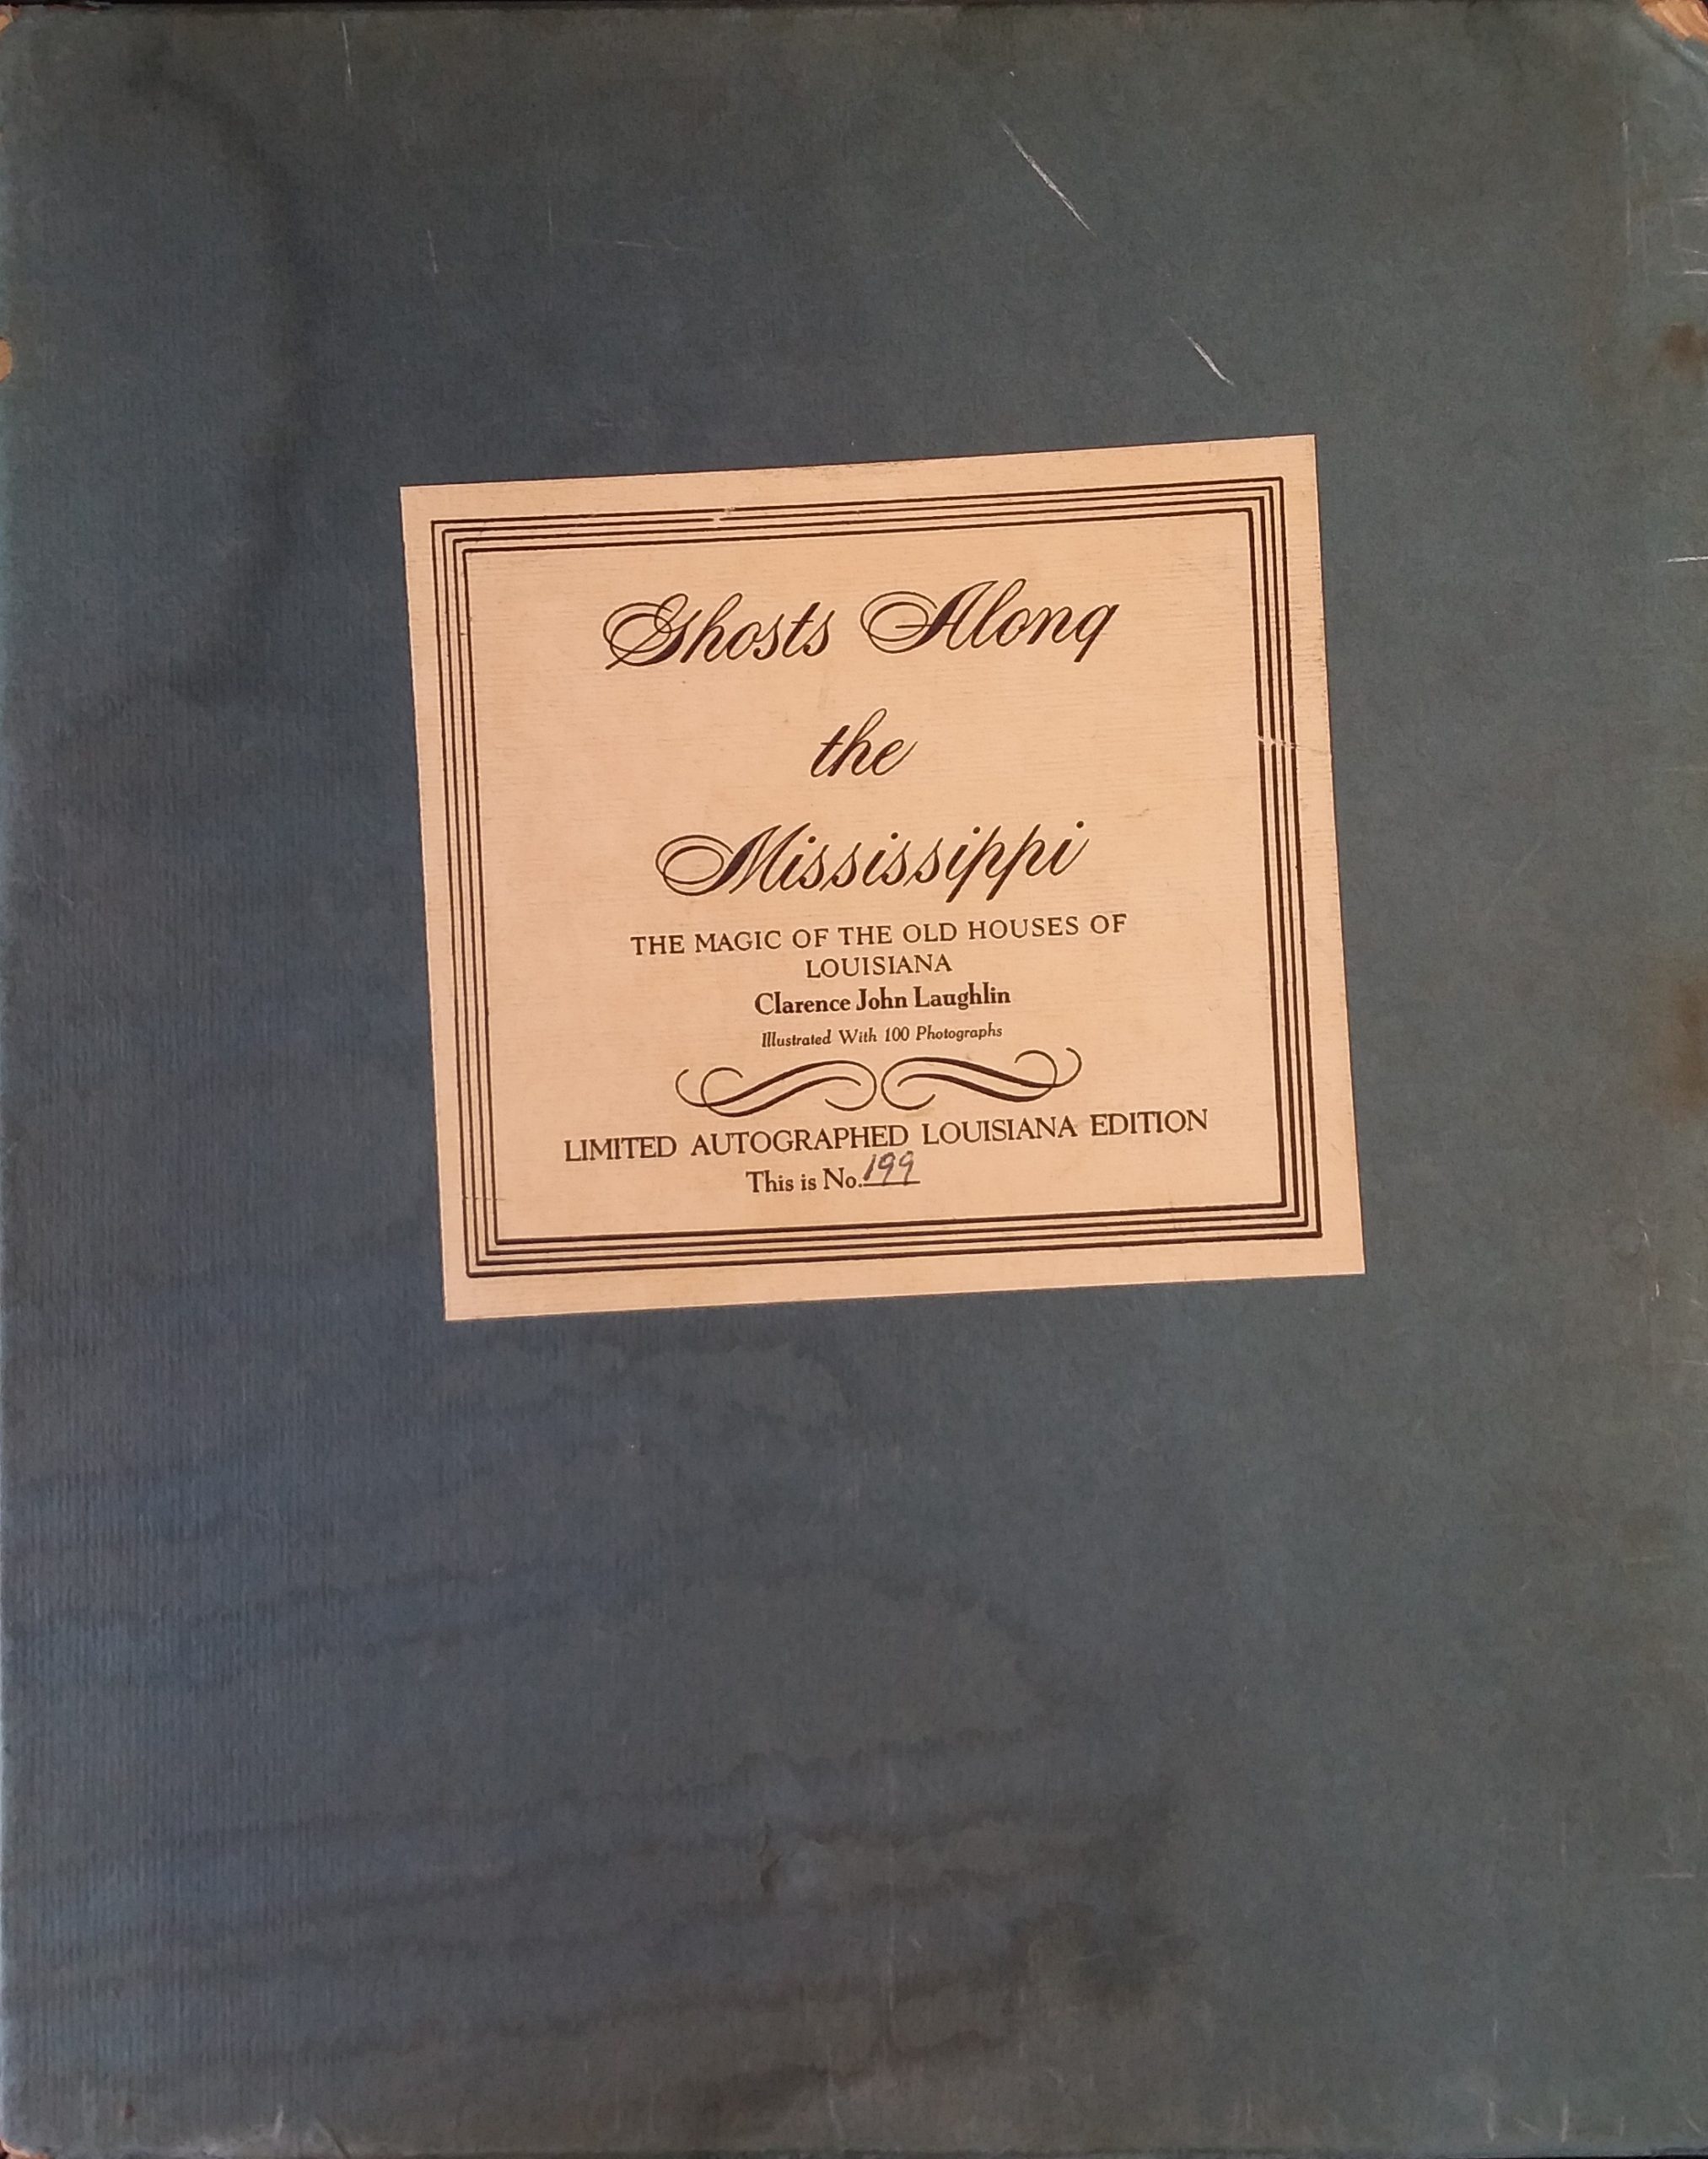 Ghosts Along
the
Mississippi
THE MAGIC OF THE OLD HOUSES OF
LOUISIANA
Clarence John Laughlin
Illustrated With 100 Photographs
LIMITED AUTOGRAPHED LOUISIANA EDITION
This is No. 199